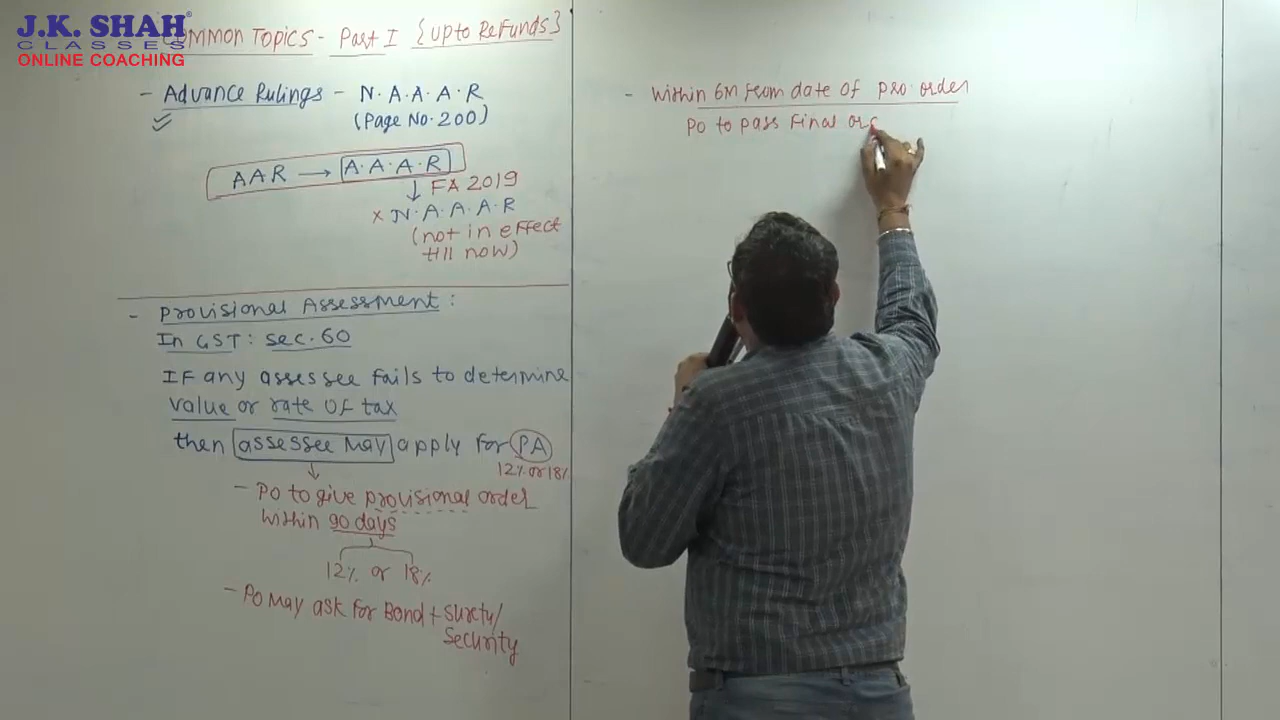 J.K. SHAH®
CLASSES
ONLINE COACHING
COMMON TOPICS - Part I {upto Refunds}
- Advance Rulings - N.A.A.A.R
(Page No. 200)
AAR → A.A.A.R
↓ FA 2019
x N.A.A.A.R
(not in effect
till now)
- Provisional Assessment:
In GST: sec. 60
If any assessee fails to determine
value or rate of tax
then assessee may apply for PA
12% or 18%
- PO to give provisional order
within 90 days
12% or 18%
- PO May ask for Bond + Surety/
Security
- Within 6M from date of pro. order
PO to pass Final ord